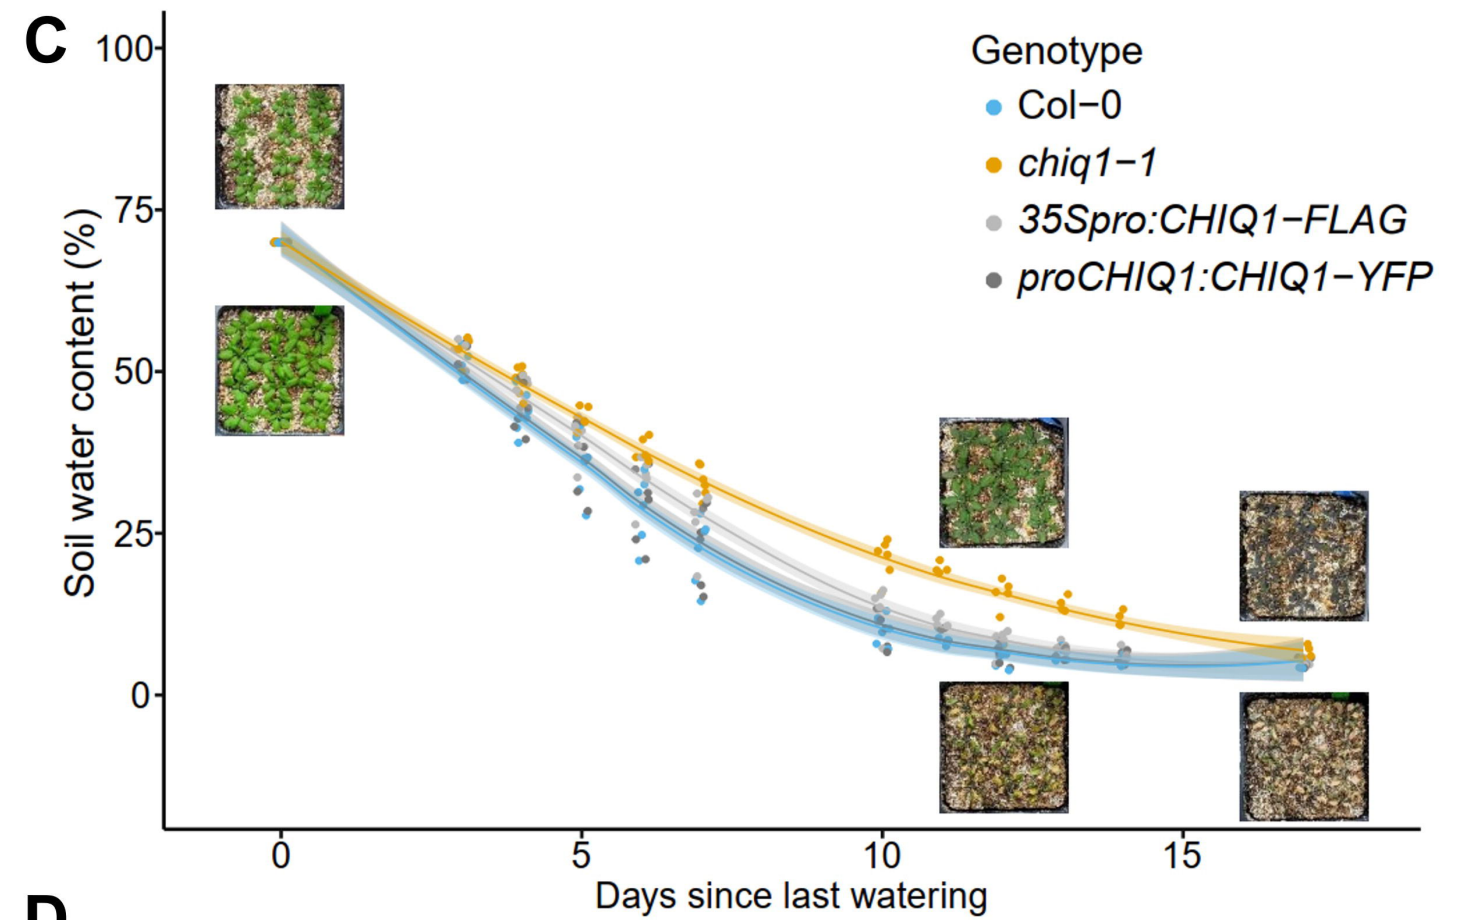 C
100
75
50
25
0
Soil water content (%)
Genotype
Col−0
chiq1−1
35Spro:CHIQ1−FLAG
proCHIQ1:CHIQ1−YFP
0 5 10 15
Days since last watering
D